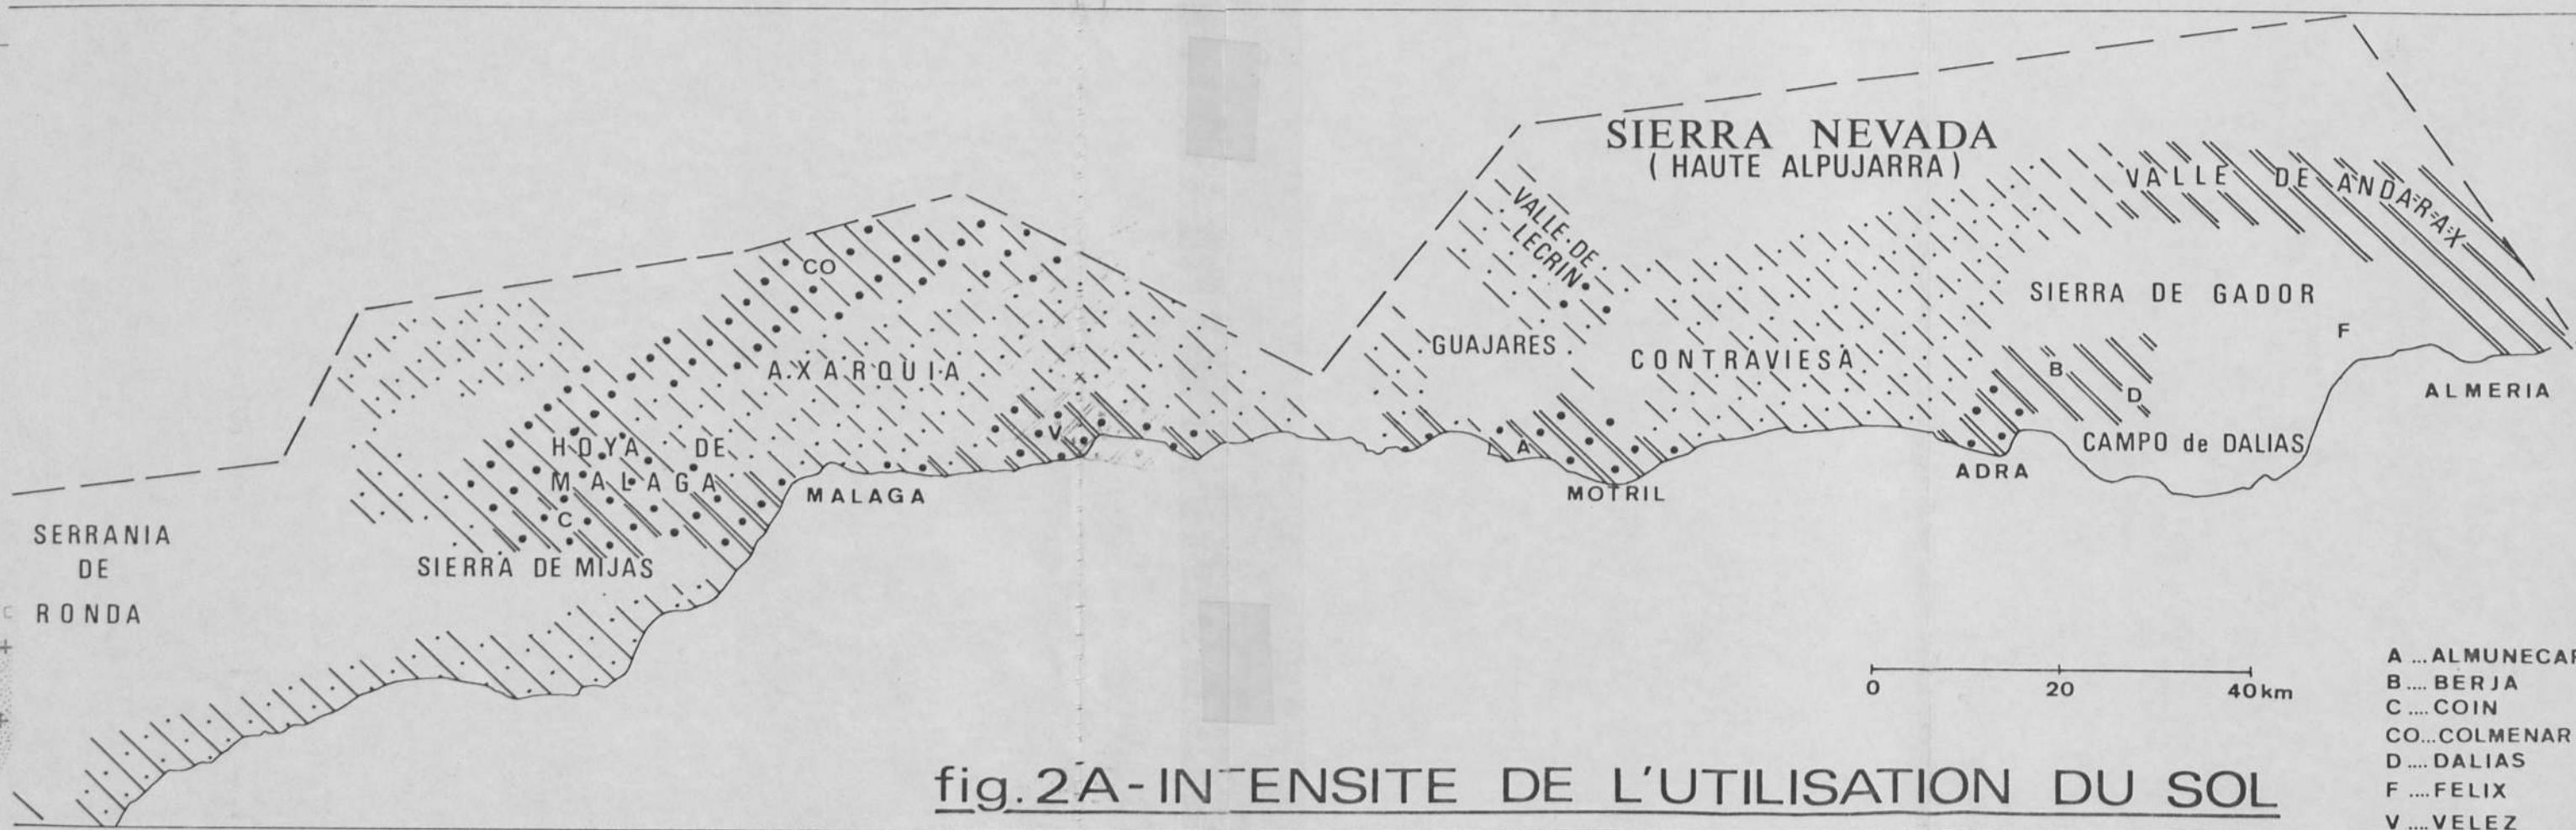 SIERRA NEVADA
( HAUTE ALPUJARRA )
VALLE DE ANDARAX
VALLE DE
LECRIN
CO
SIERRA DE GADOR
F
GUAJARES
CONTRAVIESA
AXARQUIA
B
D
ALMERIA
V
A
HOYA DE
MALAGA
C
CAMPO de DALIAS
ADRA
MOTRIL
MALAGA
SERRANIA
DE
RONDA
SIERRA DE MIJAS
0 20 40km
A ...ALMUNECAR
B .... BERJA
C .... COIN
CO...COLMENAR
D .... DALIAS
F .... FELIX
V .... VELEZ
fig. 2A-INTENSITE DE L'UTILISATION DU SOL